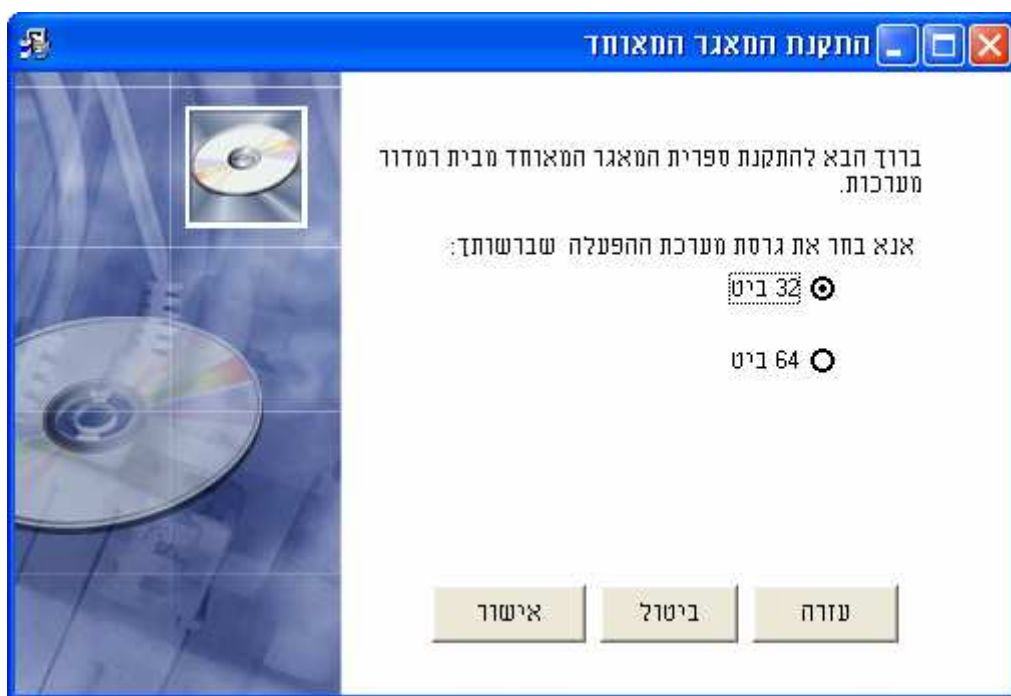 התקנת המאגר המאוחד
ברוך הבא להתקנת ספרית המאגר המאוחד מבית רמדור
מערכות.
אנא בחר את גרסת מערכת ההפעלה שברשותך:
32 ביט
64 ביט
עזרה
ביטול
אישור